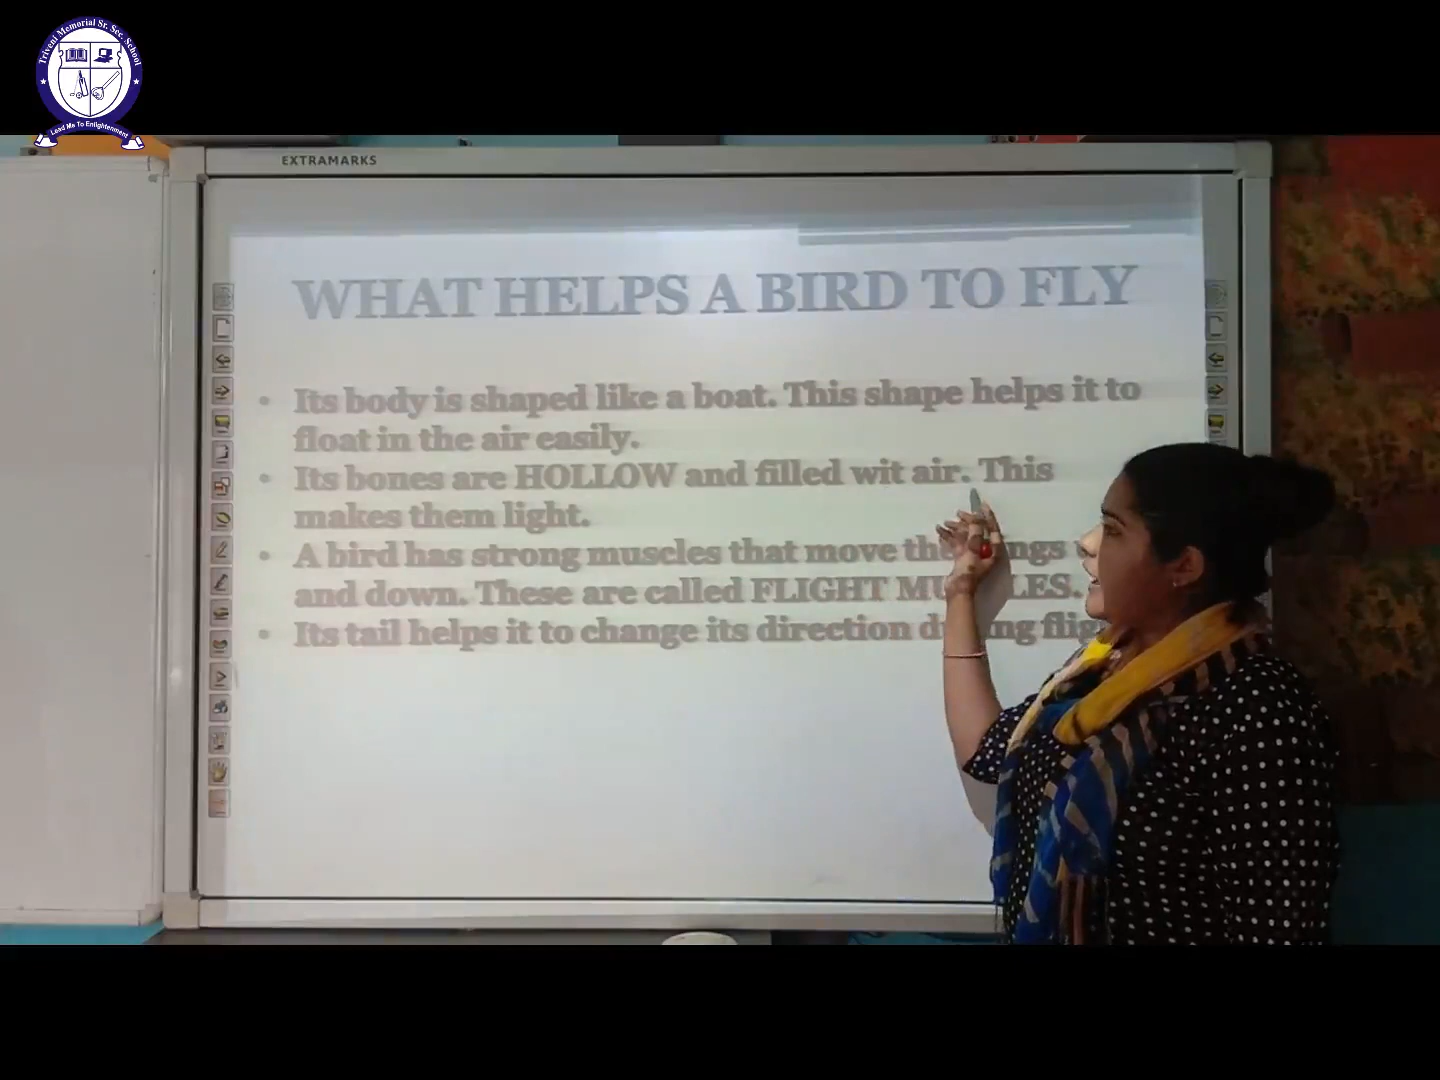 Triveni Memorial Sr. Sec. School
Lead Me To Enlightenment
EXTRAMARKS
WHAT HELPS A BIRD TO FLY
• Its body is shaped like a boat. This shape helps it to
float in the air easily.
• Its bones are HOLLOW and filled wit air. This
makes them light.
• A bird has strong muscles that move the
and down. These are called FLIGHT
• Its tail helps it to change its direction